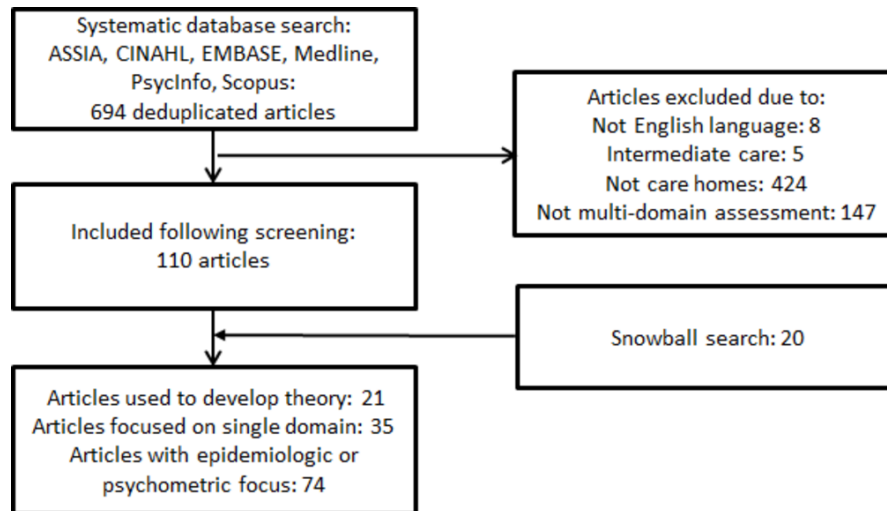 Systematic database search:
ASSIA, CINAHL, EMBASE, Medline,
PsycInfo, Scopus:
694 deduplicated articles
Articles excluded due to:
Not English language: 8
Intermediate care: 5
Not care homes: 424
Not multi-domain assessment: 147
Included following screening:
110 articles
Snowball search: 20
Articles used to develop theory: 21
Articles focused on single domain: 35
Articles with epidemiologic or
psychometric focus: 74